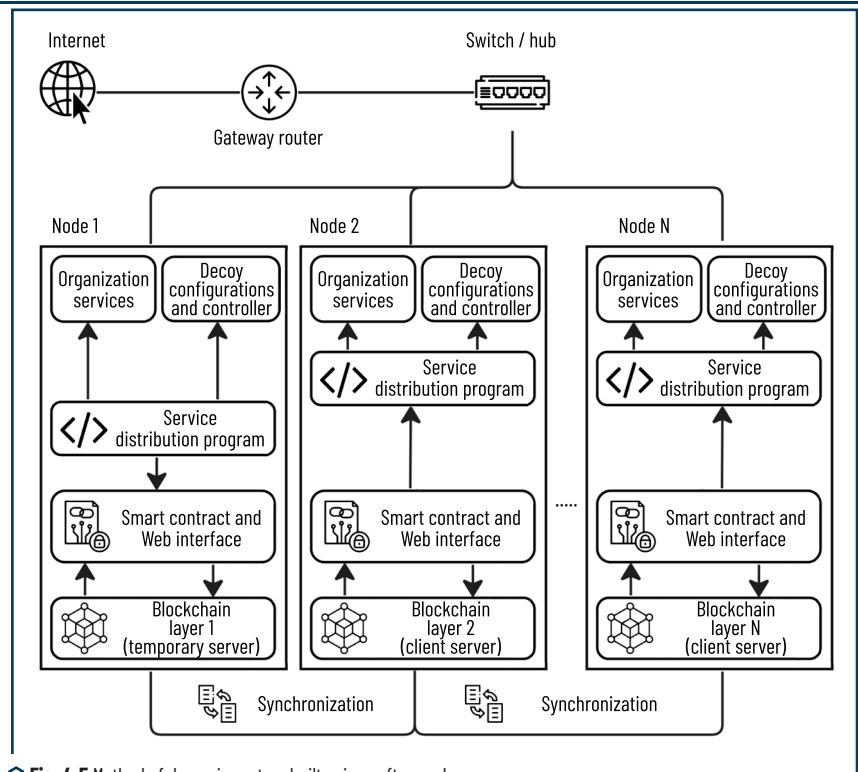 Internet
Switch / hub
Gateway router
Node 1
Node 2
Node N
Organization
services
Decoy
configurations
and controller
Organization
services
Decoy
configurations
and controller
Organization
services
Decoy
configurations
and controller
</>
Service
distribution program
</>
Service
distribution program
</>
Service
distribution program
Smart contract and
Web interface
Smart contract and
Web interface
.....
Smart contract and
Web interface
Blockchain
layer 1
(temporary server)
Blockchain
layer 2
(client server)
Blockchain
layer N
(client server)
Synchronization
Synchronization